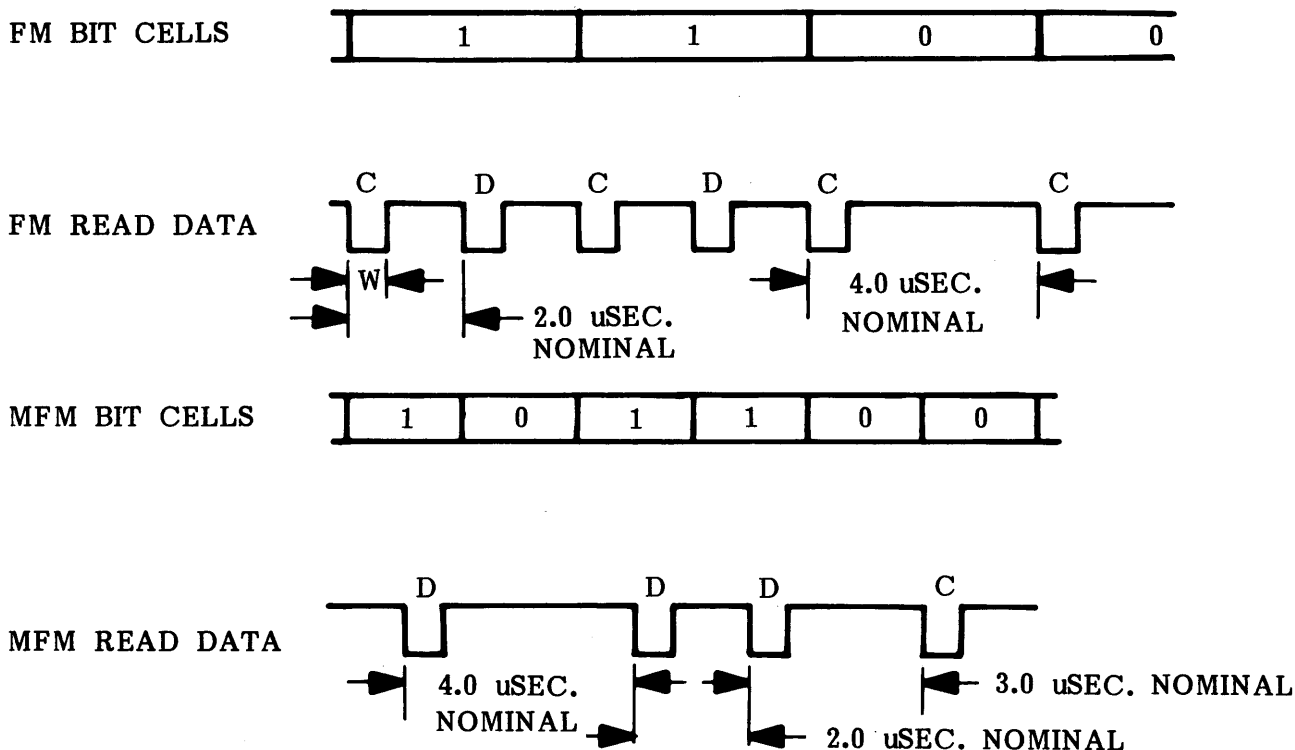 FM BIT CELLS 1 1 0 0
C D C D C C
FM READ DATA
W
4.0 uSEC.
NOMINAL
2.0 uSEC.
NOMINAL
MFM BIT CELLS 1 0 1 1 0 0
D D D C
MFM READ DATA
4.0 uSEC.
NOMINAL
3.0 uSEC. NOMINAL
2.0 uSEC. NOMINAL